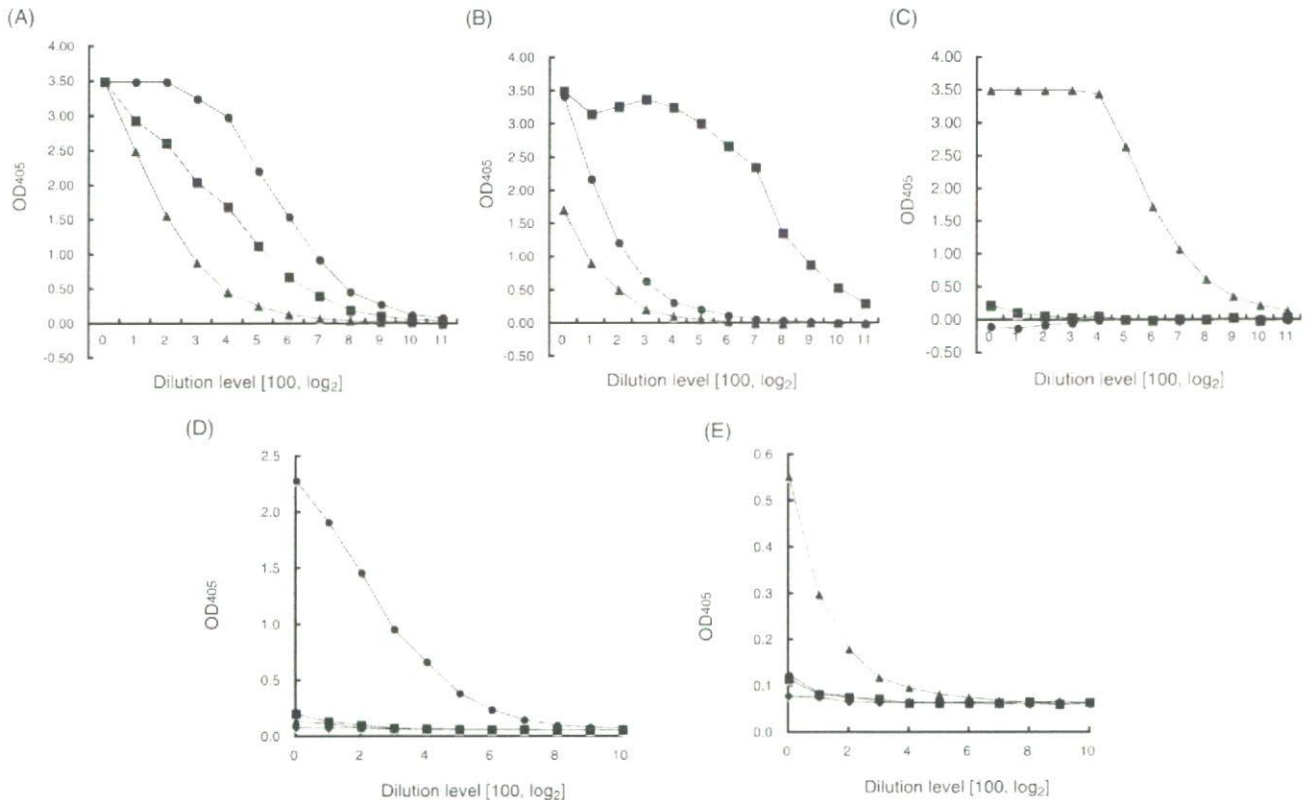 (A)
OD405
4.00
3.50
3.00
2.50
2.00
1.50
1.00
0.50
0.00
-0.50
0 1 2 3 4 5 6 7 8 9 10 11
Dilution level [100, log2]
(B)
OD405
4.00
3.50
3.00
2.50
2.00
1.50
1.00
0.50
0.00
-0.50
0 1 2 3 4 5 6 7 8 9 10 11
Dilution level [100, log2]
(C)
OD405
4.00
3.50
3.00
2.50
2.00
1.50
1.00
0.50
0.00
-0.50
0 1 2 3 4 5 6 7 8 9 10 11
Dilution level [100, log2]
(D)
OD405
2.5
2.0
1.5
1.0
0.5
0.0
0 2 4 6 8 10
Dilution level [100, log2]
(E)
OD405
0.6
0.5
0.4
0.3
0.2
0.1
0.0
0 2 4 6 8 10
Dilution level [100, log2]